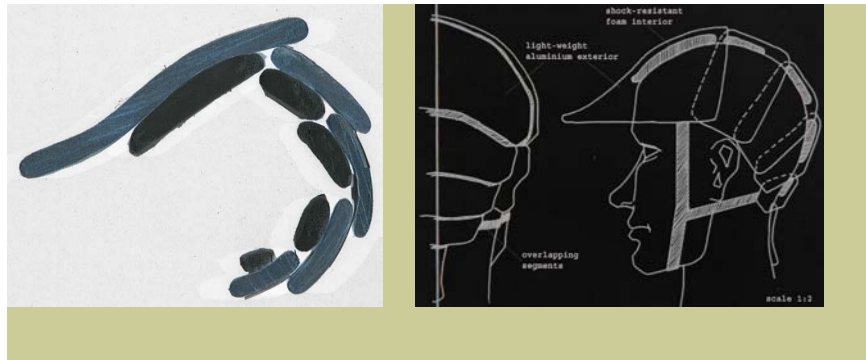 shock-resistant
foam interior
light-weight
aluminium exterior
overlapping
segments
scale 1:2